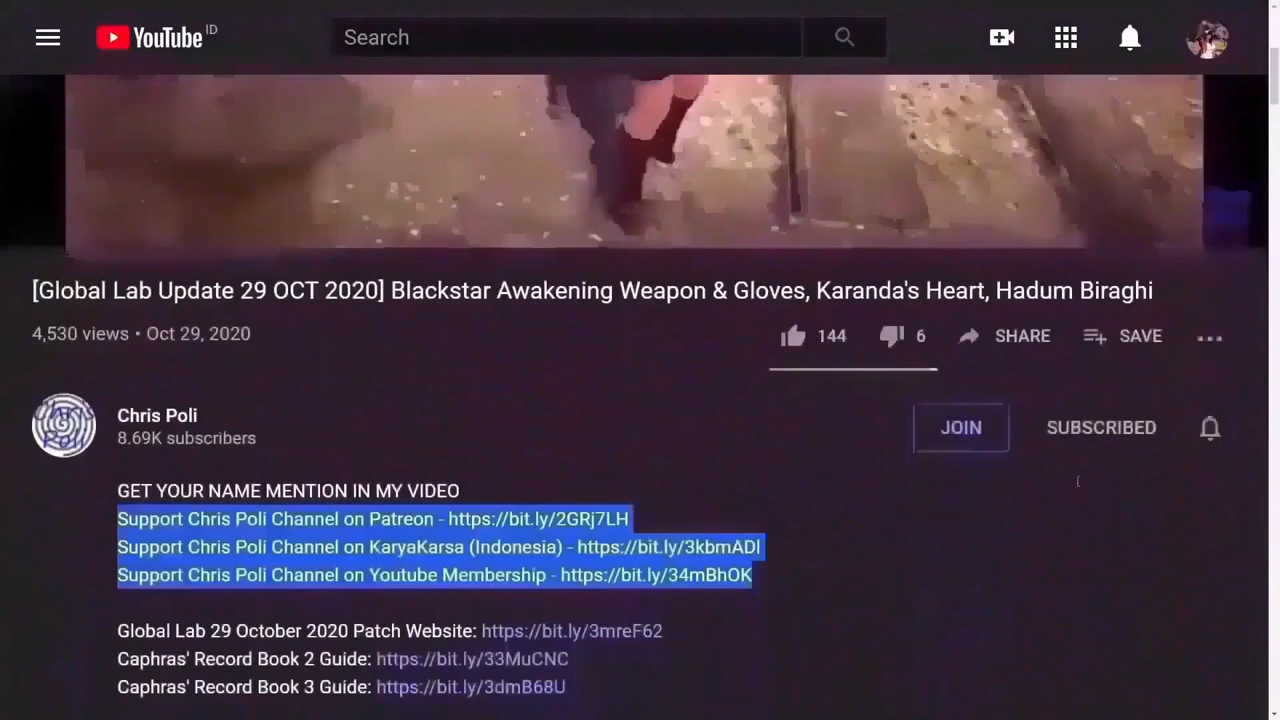 YouTube ID
Search
[Global Lab Update 29 OCT 2020] Blackstar Awakening Weapon & Gloves, Karanda's Heart, Hadum Biraghi
4,530 views • Oct 29, 2020
144 6 SHARE SAVE
Chris Poli
8.69K subscribers
JOIN SUBSCRIBED
GET YOUR NAME MENTION IN MY VIDEO
Support Chris Poli Channel on Patreon - https://bit.ly/2GRj7LH
Support Chris Poli Channel on KaryaKarsa (Indonesia) - https://bit.ly/3kbmADl
Support Chris Poli Channel on Youtube Membership - https://bit.ly/34mBhOK
Global Lab 29 October 2020 Patch Website: https://bit.ly/3mreF62
Caphras' Record Book 2 Guide: https://bit.ly/33MuCNC
Caphras' Record Book 3 Guide: https://bit.ly/3dmB68U